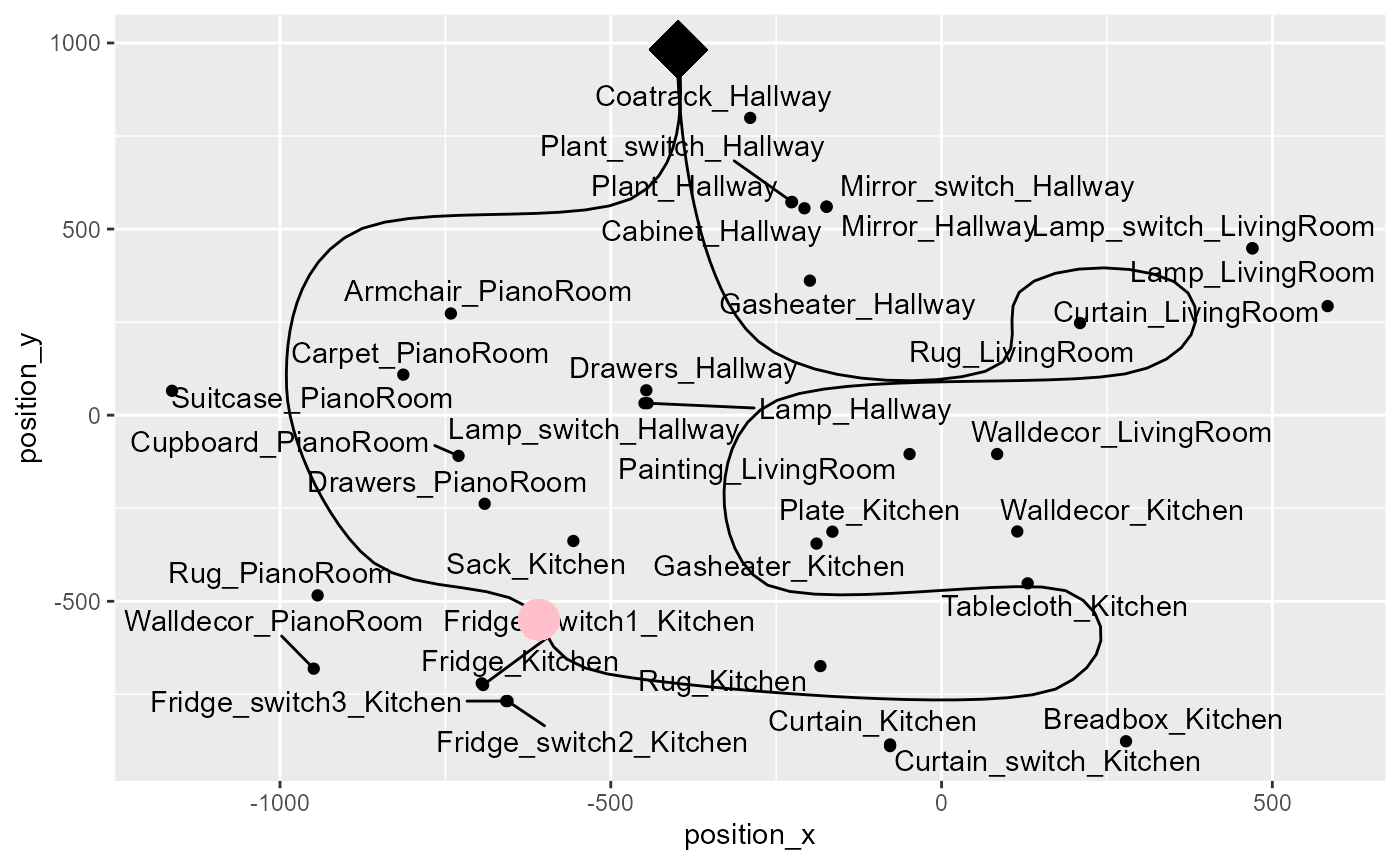 1000
Coatrack_Hallway
Plant_switch_Hallway
Plant_Hallway
Mirror_switch_Hallway
500
Cabinet_Hallway
Mirror_Hallway
Lamp_switch_LivingRoom
Lamp_LivingRoom
Armchair_PianoRoom
Gasheater_Hallway
Curtain_LivingRoom
Carpet_PianoRoom
Rug_LivingRoom
Drawers_Hallway
Suitcase_PianoRoom
0
Lamp_Hallway
Cupboard_PianoRoom
Lamp_switch_Hallway
Walldecor_LivingRoom
Painting_LivingRoom
Drawers_PianoRoom
Plate_Kitchen
Walldecor_Kitchen
Sack_Kitchen
Gasheater_Kitchen
Rug_PianoRoom
-500
Tablecloth_Kitchen
Walldecor_PianoRoom
Fridge_switch1_Kitchen
Fridge_Kitchen
Rug_Kitchen
Fridge_switch3_Kitchen
Curtain_Kitchen
Breadbox_Kitchen
Fridge_switch2_Kitchen
Curtain_switch_Kitchen
-1000
-500
0
500
position_x
position_y